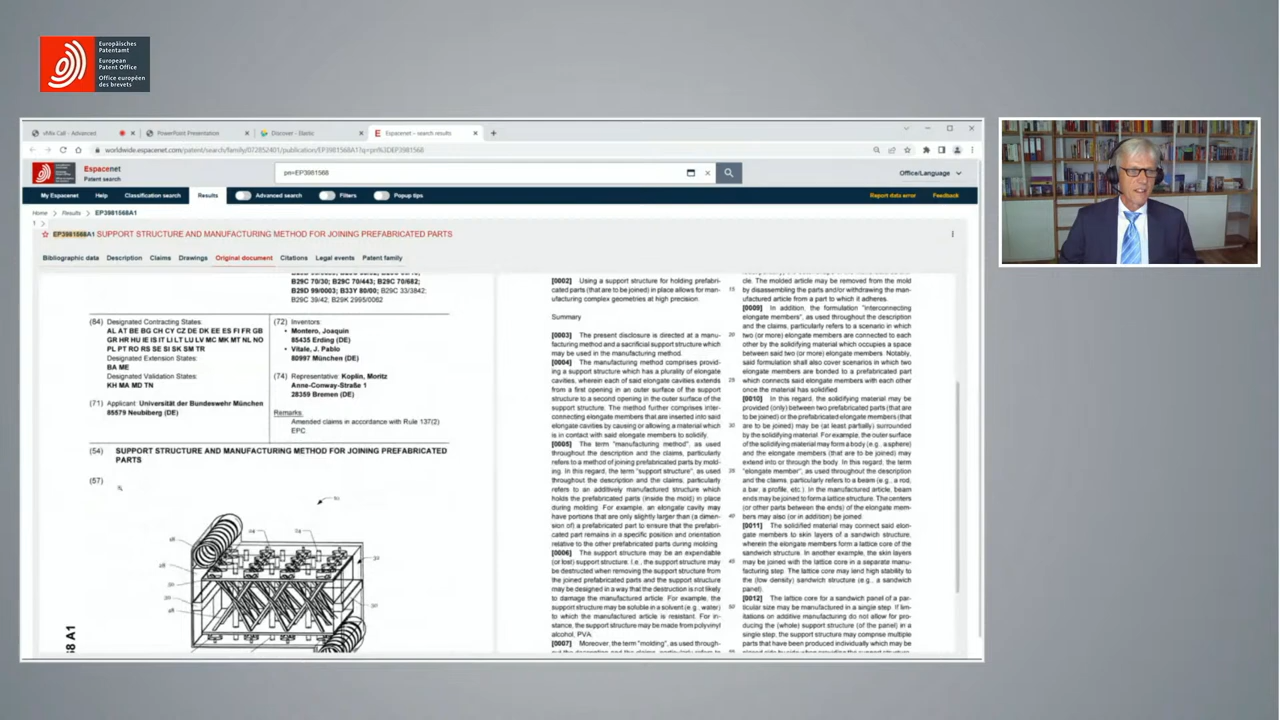 Europäisches
Patentamt
European
Patent Office
Office européen
des brevets
vMix Call - Advanced
PowerPoint Presentation
Discover - Elastic
Espacenet – search results
worldwide.espacenet.com/patent/search/family/072852401/publication/EP3981568A1?q=pn%3DEP3981568
Espacenet
Patent search
pn=EP3981568
Office/Language
My Espacenet
Help
Classification search
Results
Advanced search
Filters
Popup tips
Report data error
Feedback
Home
Results
EP3981568A1
1
EP3981568A1 SUPPORT STRUCTURE AND MANUFACTURING METHOD FOR JOINING PREFABRICATED PARTS
Bibliographic data
Description
Claims
Drawings
Original document
Citations
Legal events
Patent family
B29C 70/30; B29C 70/443; B29C 70/682;
B29D 99/0003; B33Y 80/00; B29C 33/3842;
B29C 39/42; B29K 2995/0062
(84) Designated Contracting States:
AL AT BE BG CH CY CZ DE DK EE ES FI FR GB
GR HR HU IE IS IT LI LT LU LV MC MK MT NL NO
PL PT RO RS SE SI SK SM TR
Designated Extension States:
BA ME
Designated Validation States:
KH MA MD TN
(71) Applicant: Universität der Bundeswehr München
85579 Neubiberg (DE)
(72) Inventors:
• Montero, Joaquin
85435 Erding (DE)
• Vitale, J. Pablo
80997 München (DE)
(74) Representative: Koplin, Moritz
Anne-Conway-Straße 1
28359 Bremen (DE)
Remarks:
Amended claims in accordance with Rule 137(2)
EPC
(54) SUPPORT STRUCTURE AND MANUFACTURING METHOD FOR JOINING PREFABRICATED
PARTS
(57)
8 A1
[0002] Using a support structure for holding prefabri-
cated parts (that are to be joined) in place allows for man-
ufacturing complex geometries at high precision.
Summary
[0003] The present disclosure is directed at a manu-
facturing method and a sacrificial support structure which
may be used in the manufacturing method.
[0004] The manufacturing method comprises provid-
ing a support structure which has a plurality of elongate
cavities, wherein each of said elongate cavities extends
from a first opening in an outer surface of the support
structure to a second opening in the outer surface of the
support structure. The method further comprises inter-
connecting elongate members that are inserted into said
elongate cavities by causing or allowing a material which
is in contact with said elongate members to solidify.
[0005] The term "manufacturing method", as used
throughout the description and the claims, particularly
refers to a method of joining prefabricated parts by mold-
ing. In this regard, the term "support structure", as used
throughout the description and the claims, particularly
refers to an additively manufactured structure which
holds the prefabricated parts (inside the mold) in place
during molding. For example, an elongate cavity may
have portions that are only slightly larger than (a dimen-
sion of) a prefabricated part to ensure that the prefabri-
cated part remains in a specific position and orientation
relative to the other prefabricated parts during molding.
[0006] The support structure may be an expendable
(or lost) support structure. I.e., the support structure may
be destructed when removing the support structure from
the joined prefabricated parts and the support structure
may be designed in a way that the destruction is not likely
to damage the manufactured article. For example, the
support structure may be soluble in a solvent (e.g., water)
to which the manufactured article is resistant. For in-
stance, the support structure may be made from polyvinyl
alcohol, PVA.
[0007] Moreover, the term "molding", as used through-
cle. The molded article may be removed from the mold
by disassembling the parts and/or withdrawing the man-
ufactured article from a part to which it adheres.
[0009] In addition, the formulation "interconnecting
elongate members", as used throughout the description
and the claims, particularly refers to a scenario in which
two (or more) elongate members are connected to each
other by the solidifying material which occupies a space
between said two (or more) elongate members. Notably,
said formulation shall also cover scenarios in which two
elongate members are bonded to a prefabricated part
which connects said elongate members with each other
once the material has solidified.
[0010] In this regard, the solidifying material may be
provided (only) between two prefabricated parts (that are
to be joined) or the prefabricated elongate members (that
are to be joined) may be (at least partially) surrounded
by the solidifying material. For example, the outer surface
of the solidifying material may form a body (e.g., a sphere)
and the elongate members (that are to be joined) may
extend into or through the body. In this regard, the term
"elongate member", as used throughout the description
and the claims, particularly refers to a beam (e.g., a rod,
a bar, a profile, etc.). In the manufactured article, beam
ends may be joined to form a lattice structure. The centers
(or other parts between the ends) of the elongate mem-
bers may also (or in addition) be joined.
[0011] The solidified material may connect said elon-
gate members to skin layers of a sandwich structure,
wherein the elongate members form a lattice core of the
sandwich structure. In another example, the skin layers
may be joined with the lattice core in a separate manu-
facturing step. The lattice core may lend high stability to
the (low density) sandwich structure (e.g., a sandwich
panel).
[0012] The lattice core for a sandwich panel of a par-
ticular size may be manufactured in a single step. If lim-
itations on additive manufacturing do not allow for pro-
ducing the (whole) support structure (of the panel) in a
single step, the support structure may comprise multiple
parts that have been produced individually which may be